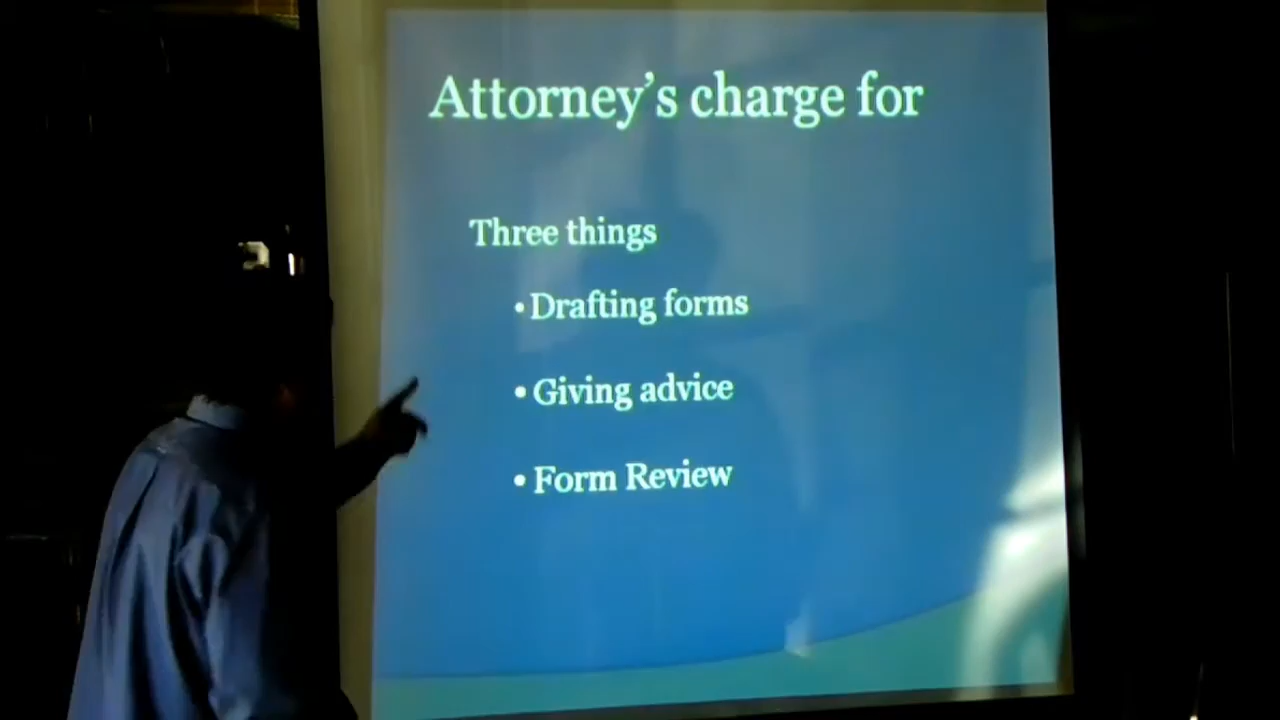 Attorney’s charge for
Three things
• Drafting forms
• Giving advice
• Form Review